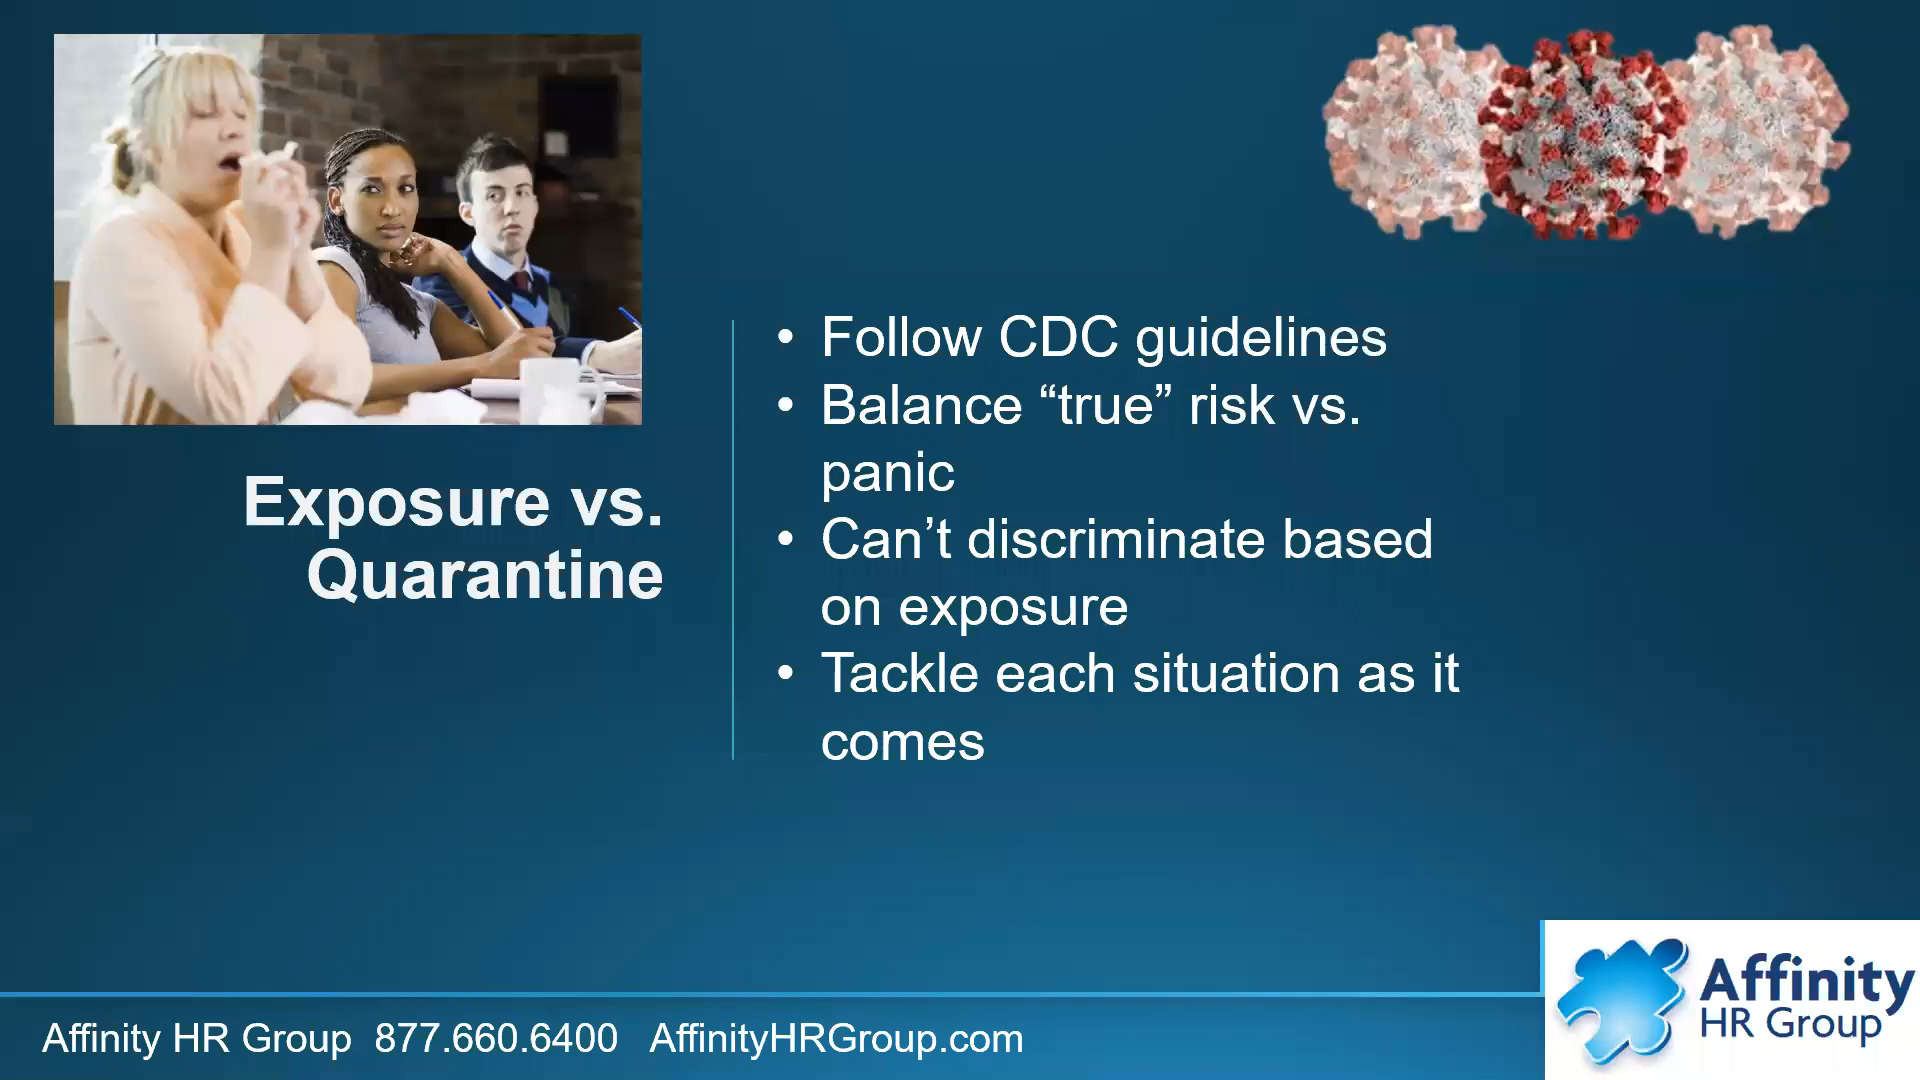 Exposure vs.
Quarantine
• Follow CDC guidelines
• Balance “true” risk vs.
panic
• Can’t discriminate based
on exposure
• Tackle each situation as it
comes
Affinity HR Group 877.660.6400 AffinityHRGroup.com
Affinity
HR Group